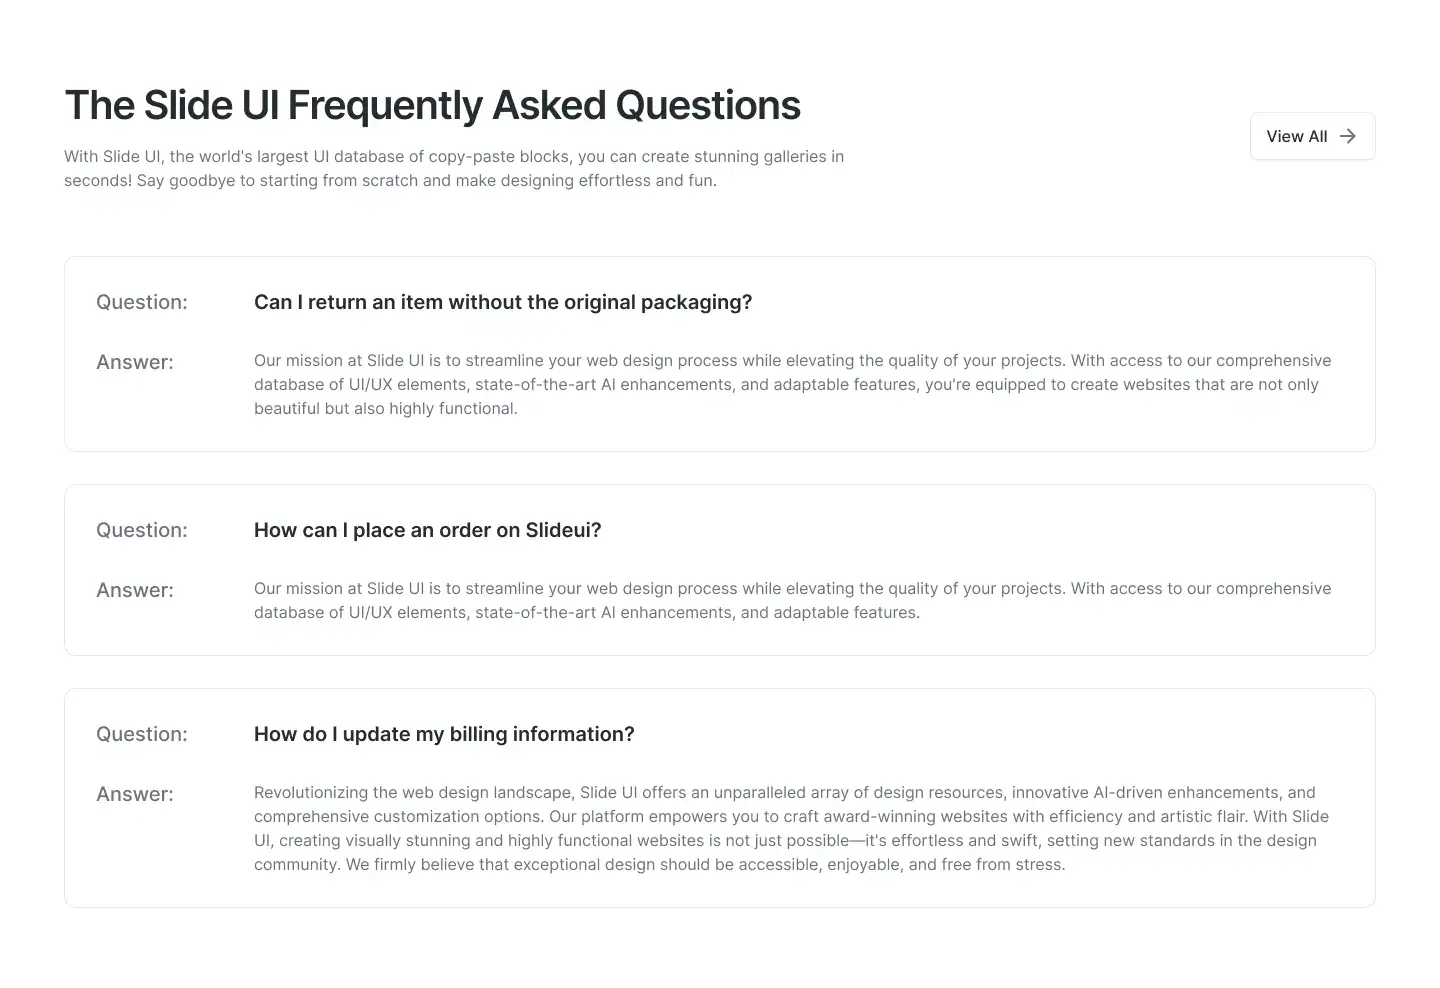 The Slide UI Frequently Asked Questions
With Slide UI, the world's largest UI database of copy-paste blocks, you can create stunning galleries in
seconds! Say goodbye to starting from scratch and make designing effortless and fun.
View All
Question:
Can I return an item without the original packaging?
Answer:
Our mission at Slide UI is to streamline your web design process while elevating the quality of your projects. With access to our comprehensive
database of UI/UX elements, state-of-the-art AI enhancements, and adaptable features, you're equipped to create websites that are not only
beautiful but also highly functional.
Question:
How can I place an order on Slideui?
Answer:
Our mission at Slide UI is to streamline your web design process while elevating the quality of your projects. With access to our comprehensive
database of UI/UX elements, state-of-the-art AI enhancements, and adaptable features.
Question:
How do I update my billing information?
Answer:
Revolutionizing the web design landscape, Slide UI offers an unparalleled array of design resources, innovative AI-driven enhancements, and
comprehensive customization options. Our platform empowers you to craft award-winning websites with efficiency and artistic flair. With Slide
UI, creating visually stunning and highly functional websites is not just possible—it's effortless and swift, setting new standards in the design
community. We firmly believe that exceptional design should be accessible, enjoyable, and free from stress.